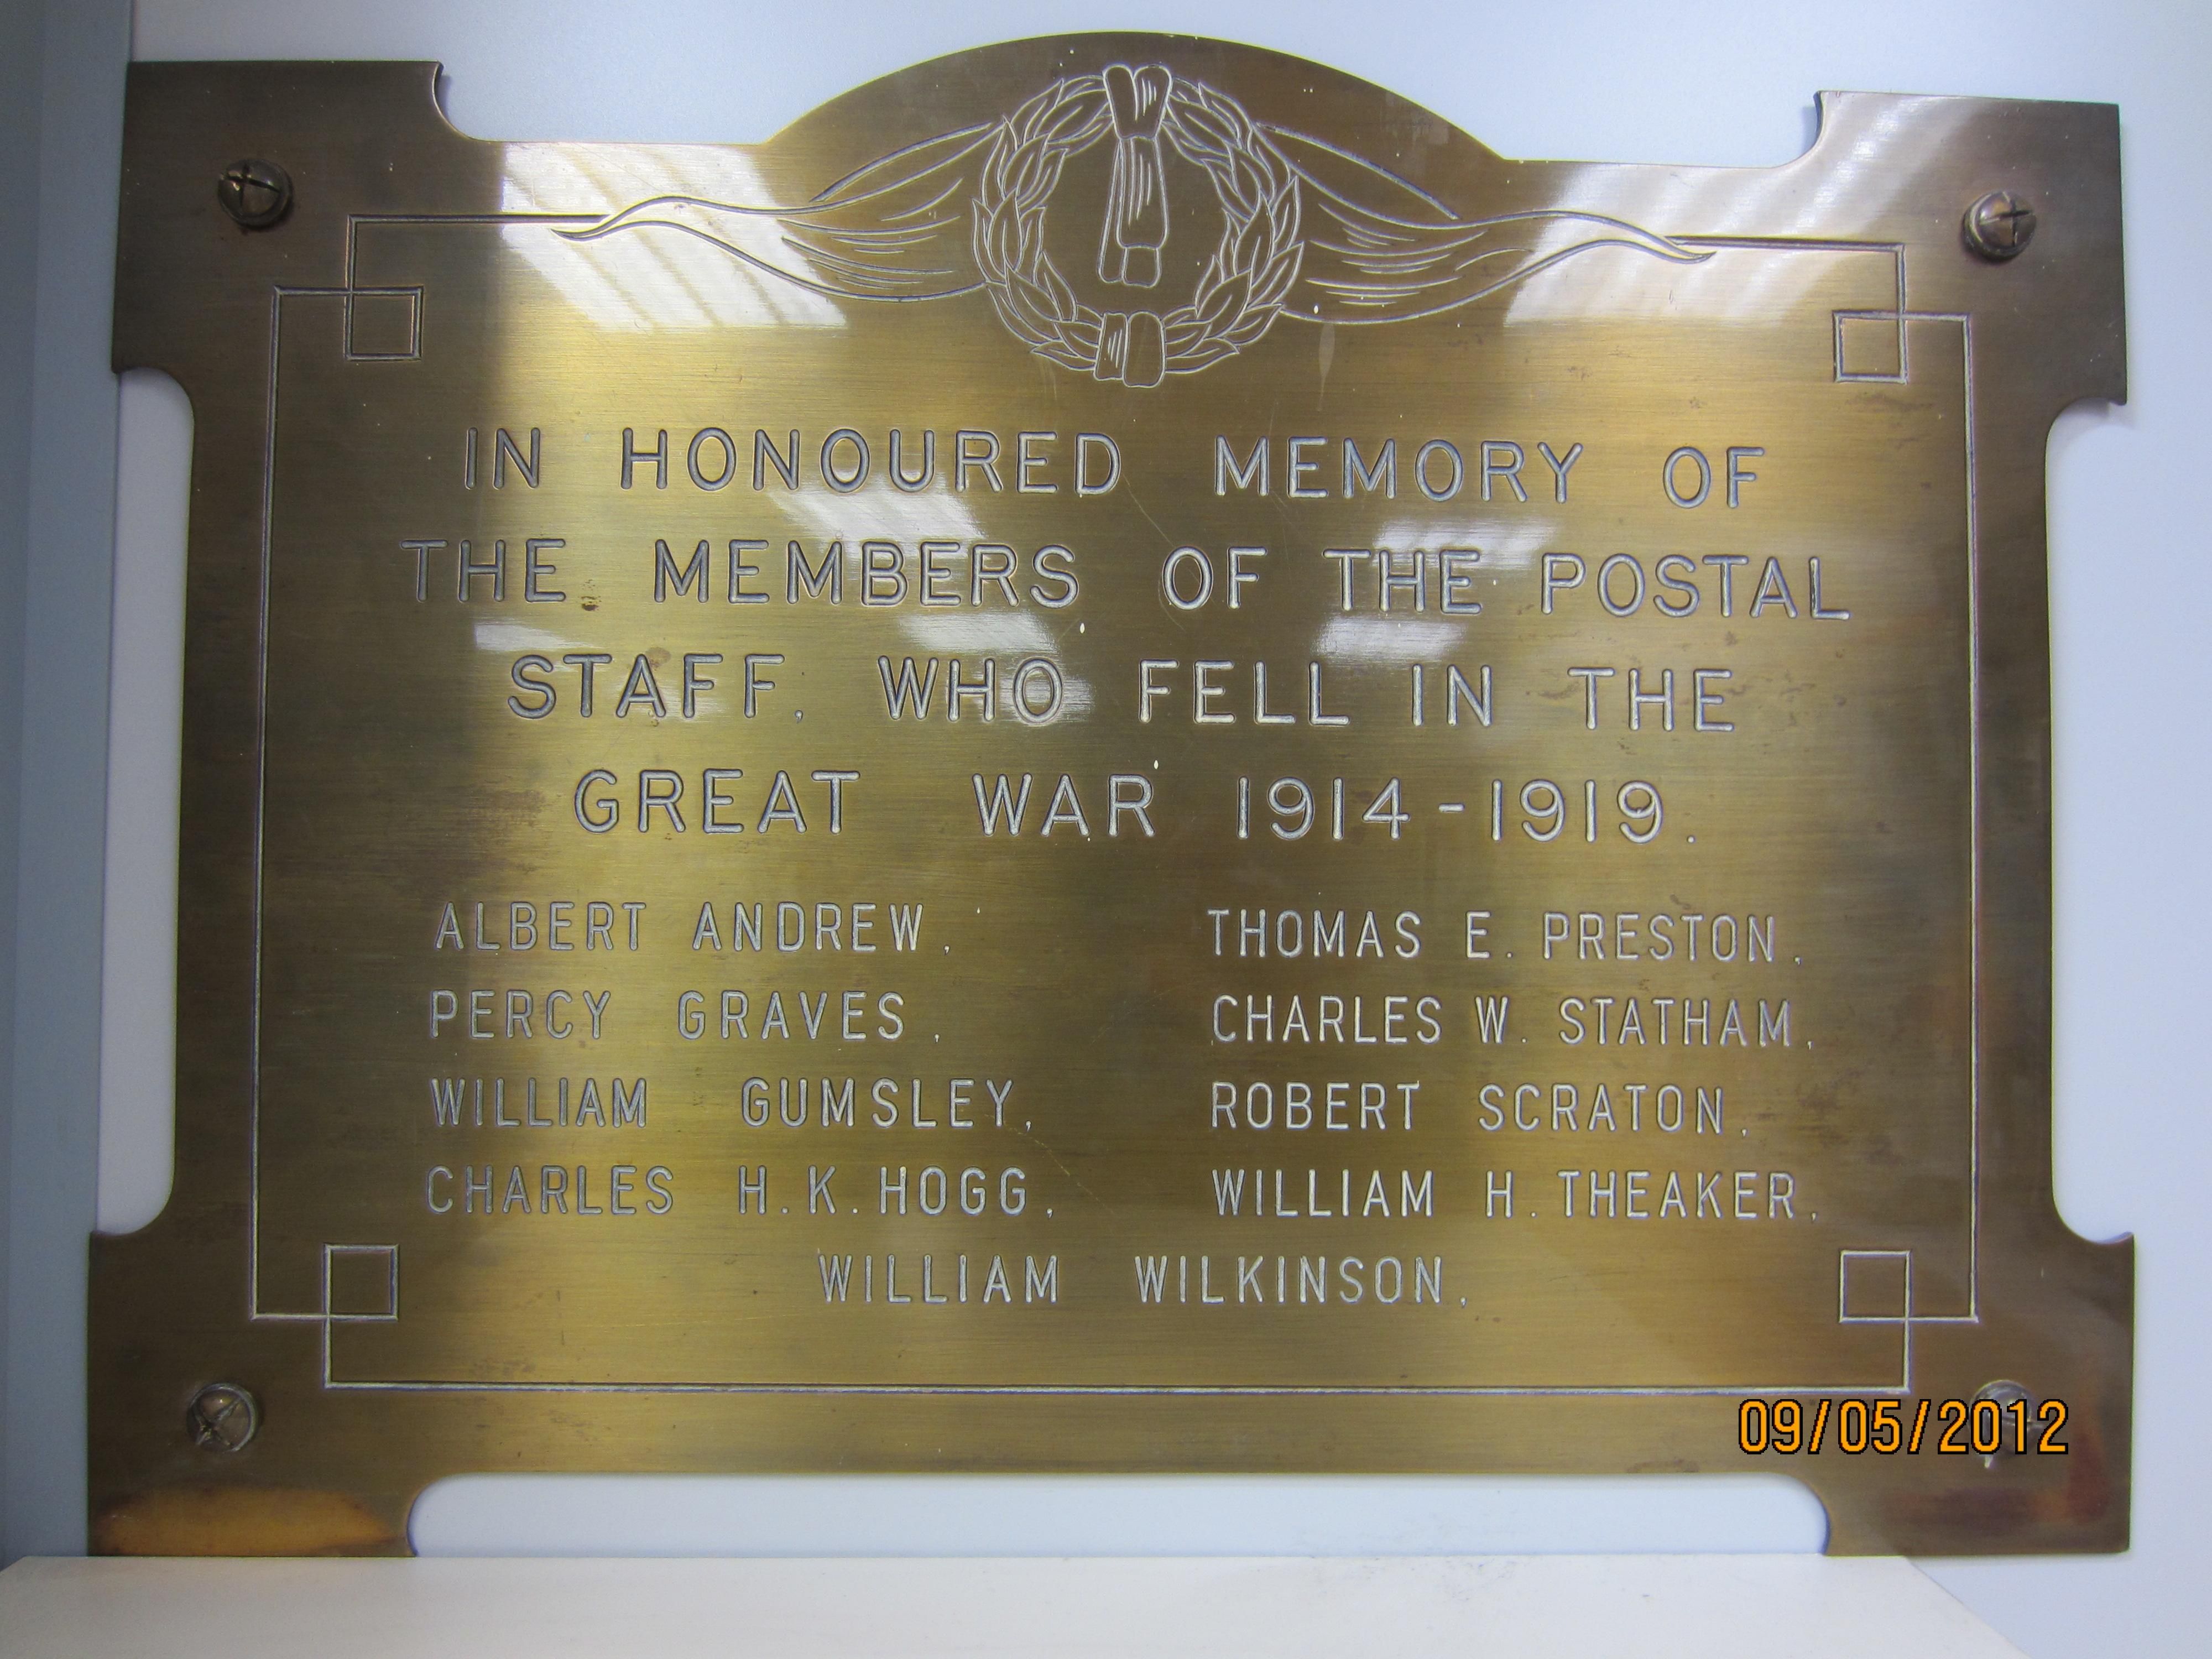 IN HONOURED MEMORY OF
THE MEMBERS OF THE POSTAL
STAFF, WHO FELL IN THE
GREAT WAR 1914-1919.
ALBERT ANDREW,
PERCY GRAVES,
WILLIAM GUMSLEY,
CHARLES H.K.HOGG,
THOMAS E. PRESTON,
CHARLES W. STATHAM,
ROBERT SCRATON,
WILLIAM H. THEAKER,
WILLIAM WILKINSON,
09/05/2012